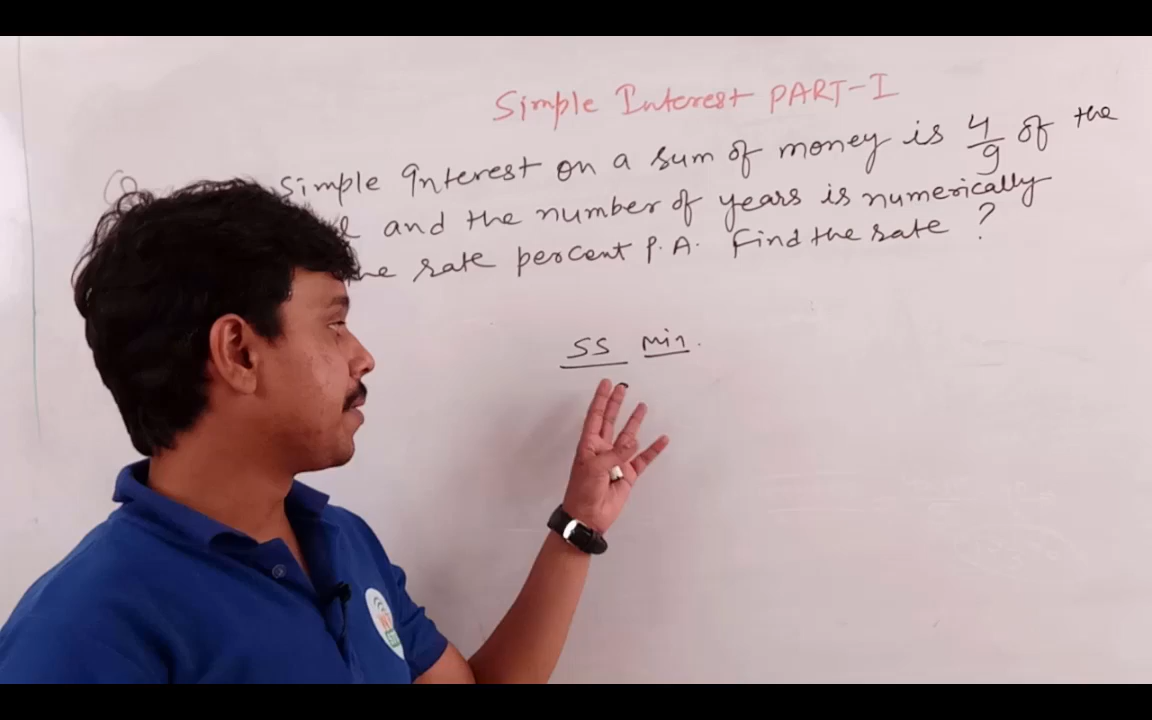 Simple Interest PART-I
Simple Interest on a sum of money is 4/9 of the
and the number of years is numerically
rate percent P.A. Find the rate ?
SS Min.